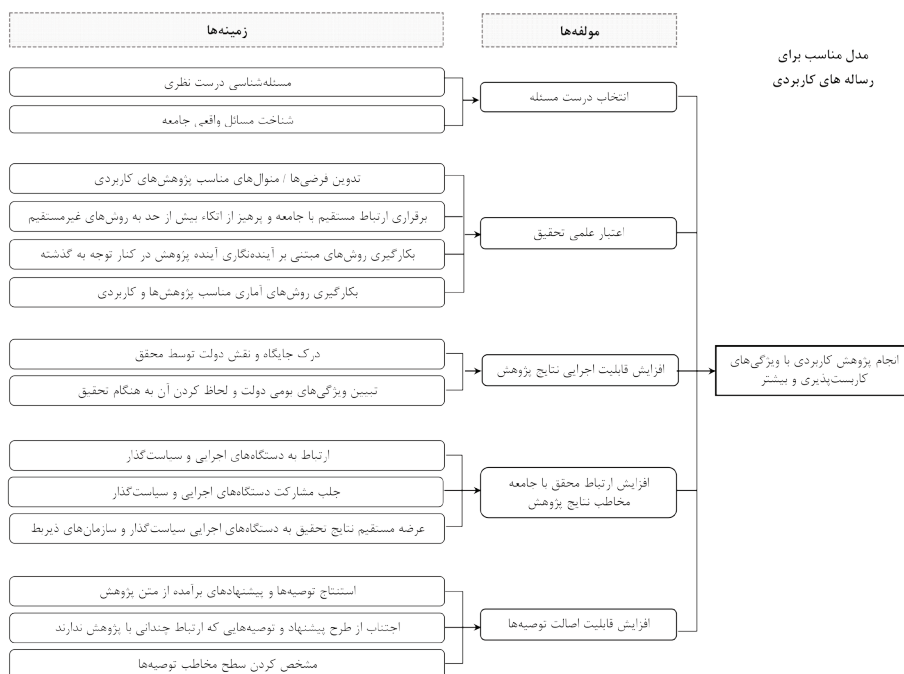 مدل مناسب برای
رساله های کاربردی
مولفه‌ها
زمینه‌ها
انجام پژوهش کاربردی با ویژگی‌های
کاربست‌پذیری و بیشتر
انتخاب درست مسئله
مسئله‌شناسی درست نظری
شناخت مسائل واقعی جامعه
اعتبار علمی تحقیق
تدوین فرضی‌ها / منوال‌های مناسب پژوهش‌های کاربردی
برقراری ارتباط مستقیم با جامعه و پرهیز از اتکاء بیش از حد به روش‌های غیرمستقیم
بکارگیری روش‌های مبتنی بر آینده‌نگاری آینده پژوهش در کنار توجه به گذشته
بکارگیری روش‌های آماری مناسب پژوهش‌ها و کاربردی
افزایش قابلیت اجرایی نتایج پژوهش
درک جایگاه و نقش دولت توسط محقق
تبیین ویژگی‌های بومی دولت و لحاظ کردن آن به هنگام تحقیق
افزایش ارتباط محقق با جامعه
مخاطب نتایج پژوهش
ارتباط به دستگاه‌های اجرایی و سیاست‌گذار
جلب مشارکت دستگاه‌های اجرایی و سیاست‌گذار
عرضه مستقیم نتایج تحقیق به دستگاه‌های اجرایی سیاست‌گذار و سازمان‌های ذیربط
افزایش قابلیت اصالت توصیه‌ها
استنتاج توصیه‌ها و پیشنهادهای برآمده از متن پژوهش
اجتناب از طرح پیشنهاد و توصیه‌هایی که ارتباط چندانی با پژوهش ندارند
مشخص کردن سطح مخاطب توصیه‌ها